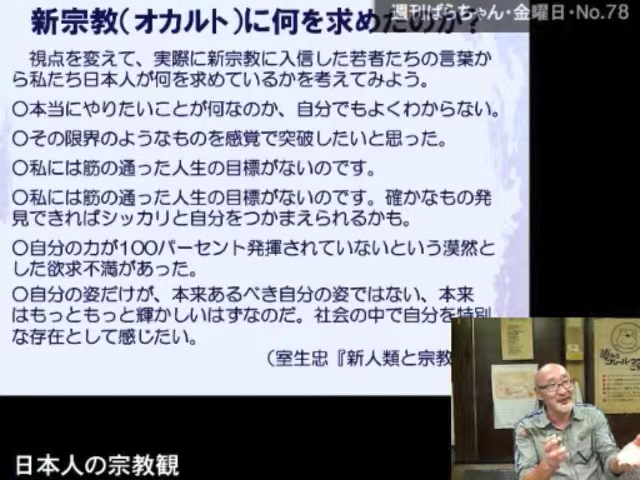 新宗教(オカルト)に何を求めたのか?
週刊ばらちゃん・金曜日・No.78
視点を変えて、実際に新宗教に入信した若者たちの言葉か
ら私たち日本人が何を求めているかを考えてみよう。
〇本当にやりたいことが何なのか、自分でもよくわからない。
〇その限界のようなものを感覚で突破したいと思った。
〇私には筋の通った人生の目標がないのです。
〇私には筋の通った人生の目標がないのです。確かなもの発
見できればシッカリと自分をつかまえられるかも。
〇自分の力が100パーセント発揮されていないという漠然と
した欲求不満があった。
〇自分の姿だけが、本来あるべき自分の姿ではない、本来
はもっともっと輝かしいはずなのだ。社会の中で自分を特別
な存在として感じたい。
(室生忠『新人類と宗教
日本人の宗教観